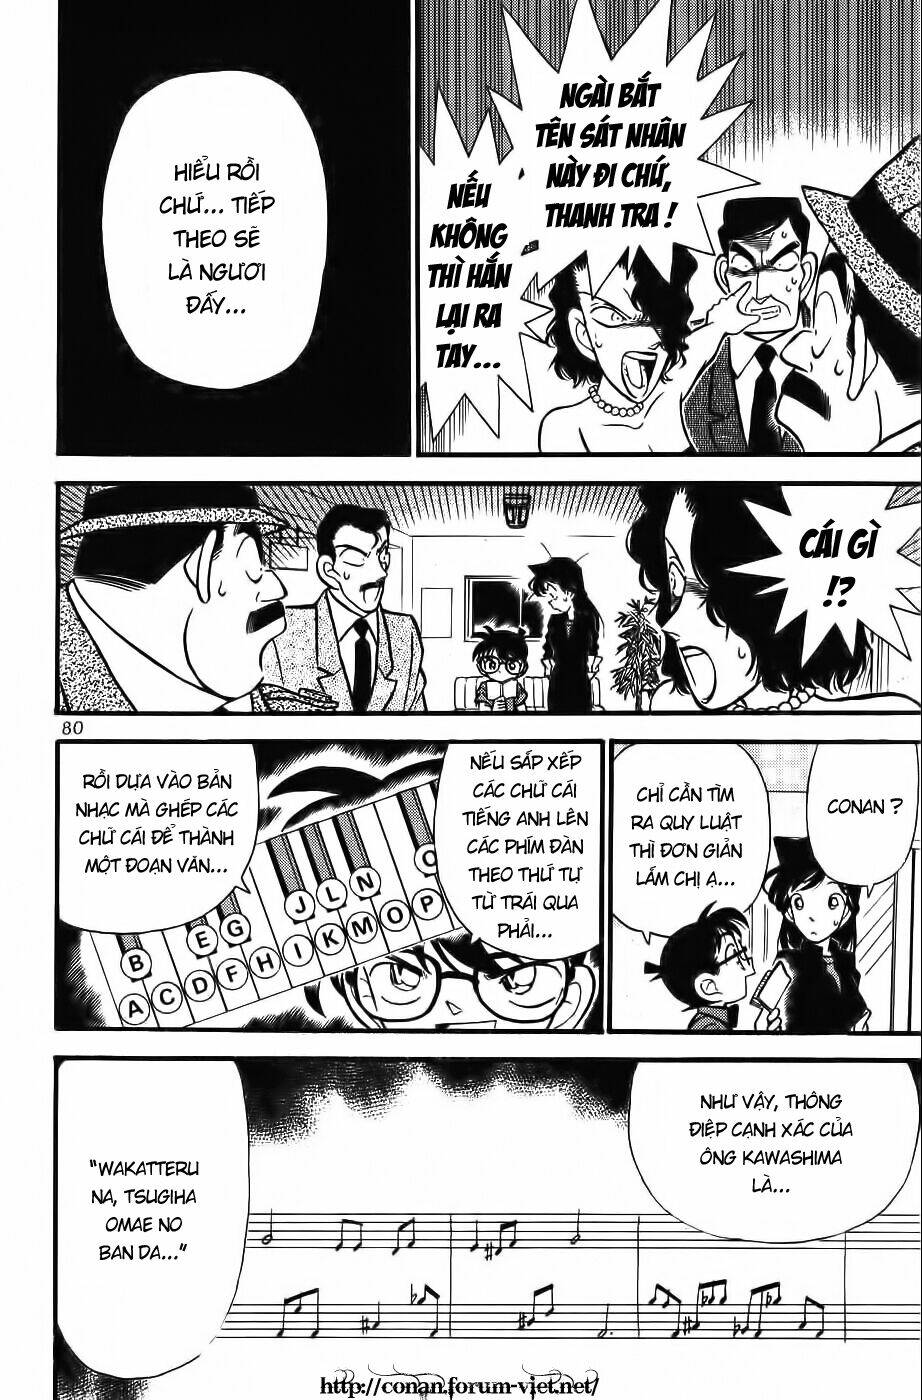 NGÀI BẮT
TÊN SÁT NHÂN
NÀY ĐI CHỨ,
THANH TRA !
NẾU
KHÔNG
THÌ HẮN
LẠI RA
TAY...
HIỂU RỒI
CHỨ... TIẾP
THEO SẼ
LÀ NGƯƠI
ĐẤY...
CÁI GÌ
!?
80
CONAN ?
CHỈ CẦN TÌM
RA QUY LUẬT
THÌ ĐƠN GIẢN
LẮM CHỊ Ạ...
NẾU SẮP XẾP
CÁC CHỮ CÁI
TIẾNG ANH LÊN
CÁC PHÍM ĐÀN
THEO THỨ TỰ
TỪ TRÁI QUA
PHẢI...
RỒI DỰA VÀO BẢN
NHẠC MÀ GHÉP CÁC
CHỮ CÁI ĐỂ THÀNH
MỘT ĐOẠN VĂN...
B E G J L N
A C D F H I K M O P
NHƯ VẬY, THÔNG
ĐIỆP CẠNH XÁC CỦA
ÔNG KAWASHIMA
LÀ...
"WAKATTERU
NA, TSUGIHA
OMAE NO
BAN DA..."
http://conan.forum-viet.net/